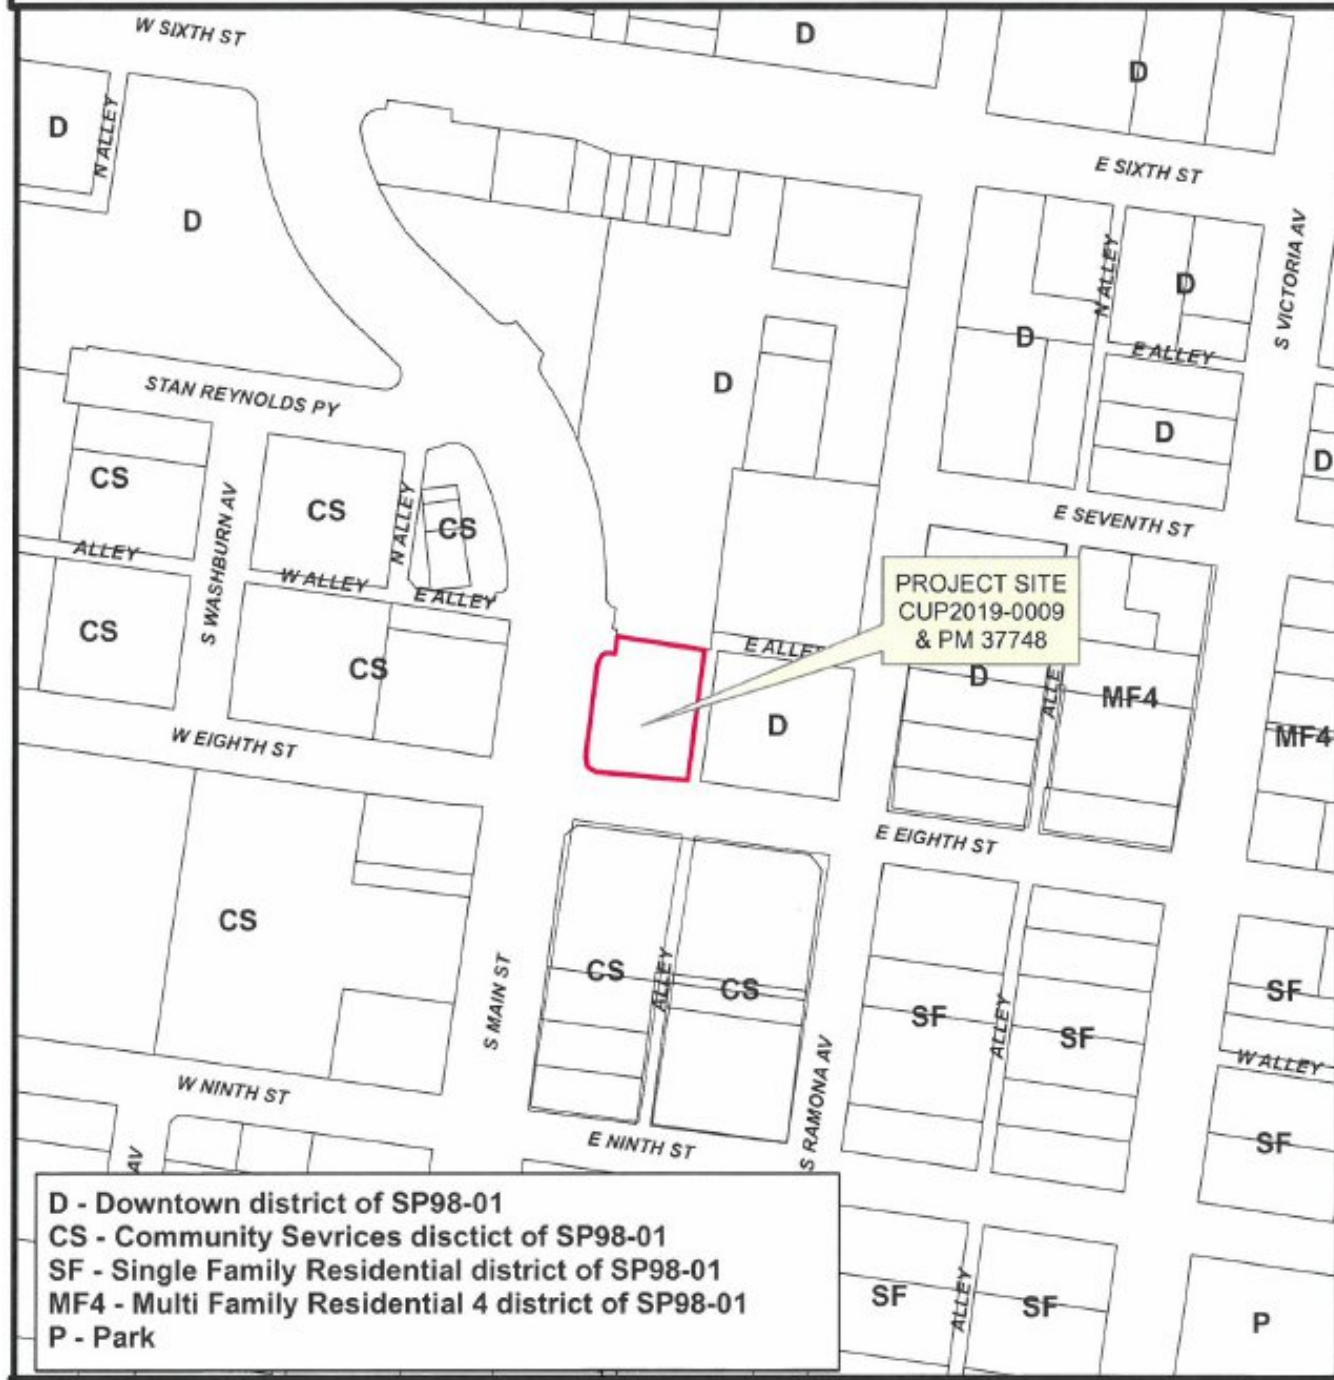 W SIXTH ST
D
D
D
N ALLEY
D
E SIXTH ST
S VICTORIA AV
N ALLEY
D
D
D
E ALLEY
D
STAN REYNOLDS PY
D
D
CS
CS
CS
N ALLEY
S WASHBURN AV
E SEVENTH ST
ALLEY
W ALLEY
E ALLEY
PROJECT SITE
CUP2019-0009
& PM 37748
CS
CS
E ALLE
D
ALLE
MF4
MF4
D
W EIGHTH ST
E EIGHTH ST
CS
CS
ALLEY
CS
S MAIN ST
S RAMONA AV
SF
ALLEY
SF
SF
W ALLEY
SF
W NINTH ST
E NINTH ST
AV
D - Downtown district of SP98-01
CS - Community Sevrices disctict of SP98-01
SF - Single Family Residential district of SP98-01
MF4 - Multi Family Residential 4 district of SP98-01
P - Park
SF
ALLEY
SF
P